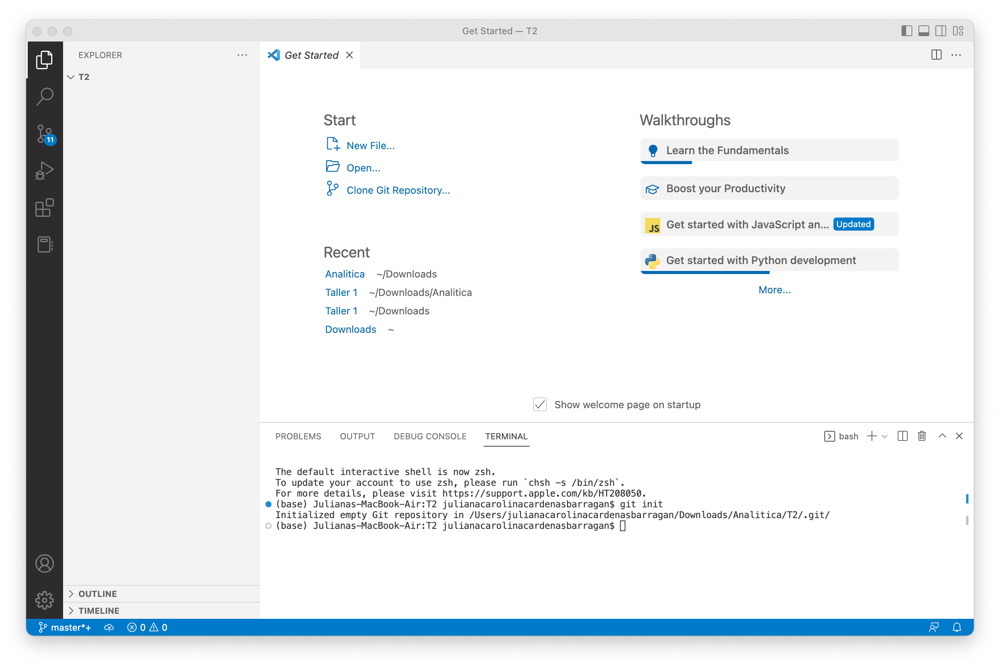 Get Started — T2
EXPLORER
T2
Get Started
Start
New File...
Open...
Clone Git Repository...
Recent
Analitica ~/Downloads
Taller 1 ~/Downloads/Analitica
Taller 1 ~/Downloads
Downloads ~
Walkthroughs
Learn the Fundamentals
Boost your Productivity
JS Get started with JavaScript an... Updated
Get started with Python development
More...
Show welcome page on startup
11
PROBLEMS OUTPUT DEBUG CONSOLE TERMINAL bash
The default interactive shell is now zsh.
To update your account to use zsh, please run `chsh -s /bin/zsh`.
For more details, please visit https://support.apple.com/kb/HT208050.
(base) Julianas-MacBook-Air:T2 julianacarolinacardenasbarragan$ git init
Initialized empty Git repository in /Users/julianacarolinacardenasbarragan/Downloads/Analitica/T2/.git/
(base) Julianas-MacBook-Air:T2 julianacarolinacardenasbarragan$
OUTLINE
TIMELINE
master*+ 0 0